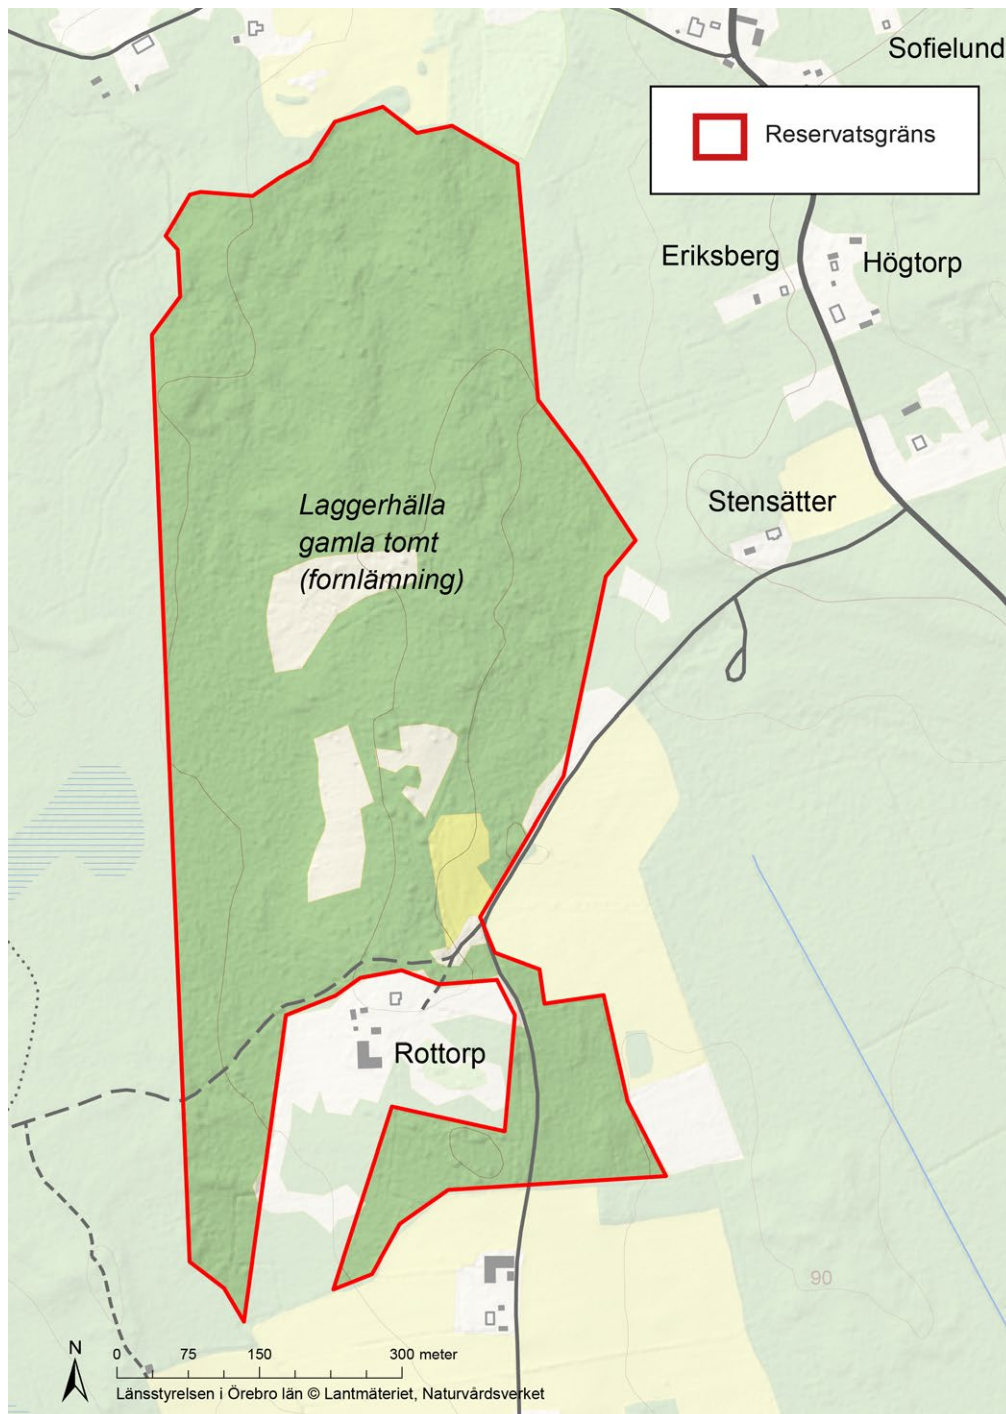 Sofielund
Reservatsgräns
Eriksberg
Högtorp
Laggerhälla
gamla tomt
(fornlämning)
Stensätter
Rottorp
90
N
0 75 150 300 meter
Länsstyrelsen i Örebro län © Lantmäteriet, Naturvårdsverket